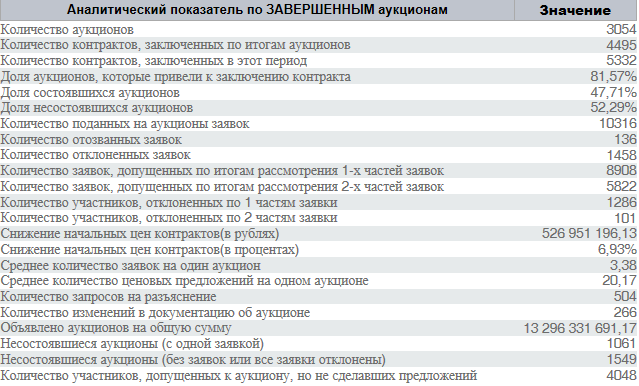 Аналитический показатель по ЗАВЕРШЕННЫМ аукционам Значение
Количество аукционов 3054
Количество контрактов, заключенных по итогам аукционов 4495
Количество контрактов, заключенных в этот период 5332
Доля аукционов, которые привели к заключению контракта 81,57%
Доля состоявшихся аукционов 47,71%
Доля несостоявшихся аукционов 52,29%
Количество поданных на аукционы заявок 10316
Количество отозванных заявок 136
Количество отклоненных заявок 1458
Количество заявок, допущенных по итогам рассмотрения 1-х частей заявок 8908
Количество заявок, допущенных по итогам рассмотрения 2-х частей заявок 5822
Количество участников, отклоненных по 1 частям заявки 1286
Количество участников, отклоненных по 2 частям заявки 101
Снижение начальных цен контрактов(в рублях) 526 951 196,13
Снижение начальных цен контрактов(в процентах) 6,93%
Среднее количество заявок на один аукцион 3,38
Среднее количество ценовых предложений на одном аукционе 20,17
Количество запросов на разъяснение 504
Количество изменений в документацию об аукционе 266
Объявлено аукционов на общую сумму 13 296 331 691,17
Несостоявшиеся аукционы (с одной заявкой) 1061
Несостоявшиеся аукционы (без заявок или все заявки отклонены) 1549
Количество участников, допущенных к аукциону, но не сделавших предложений 4048